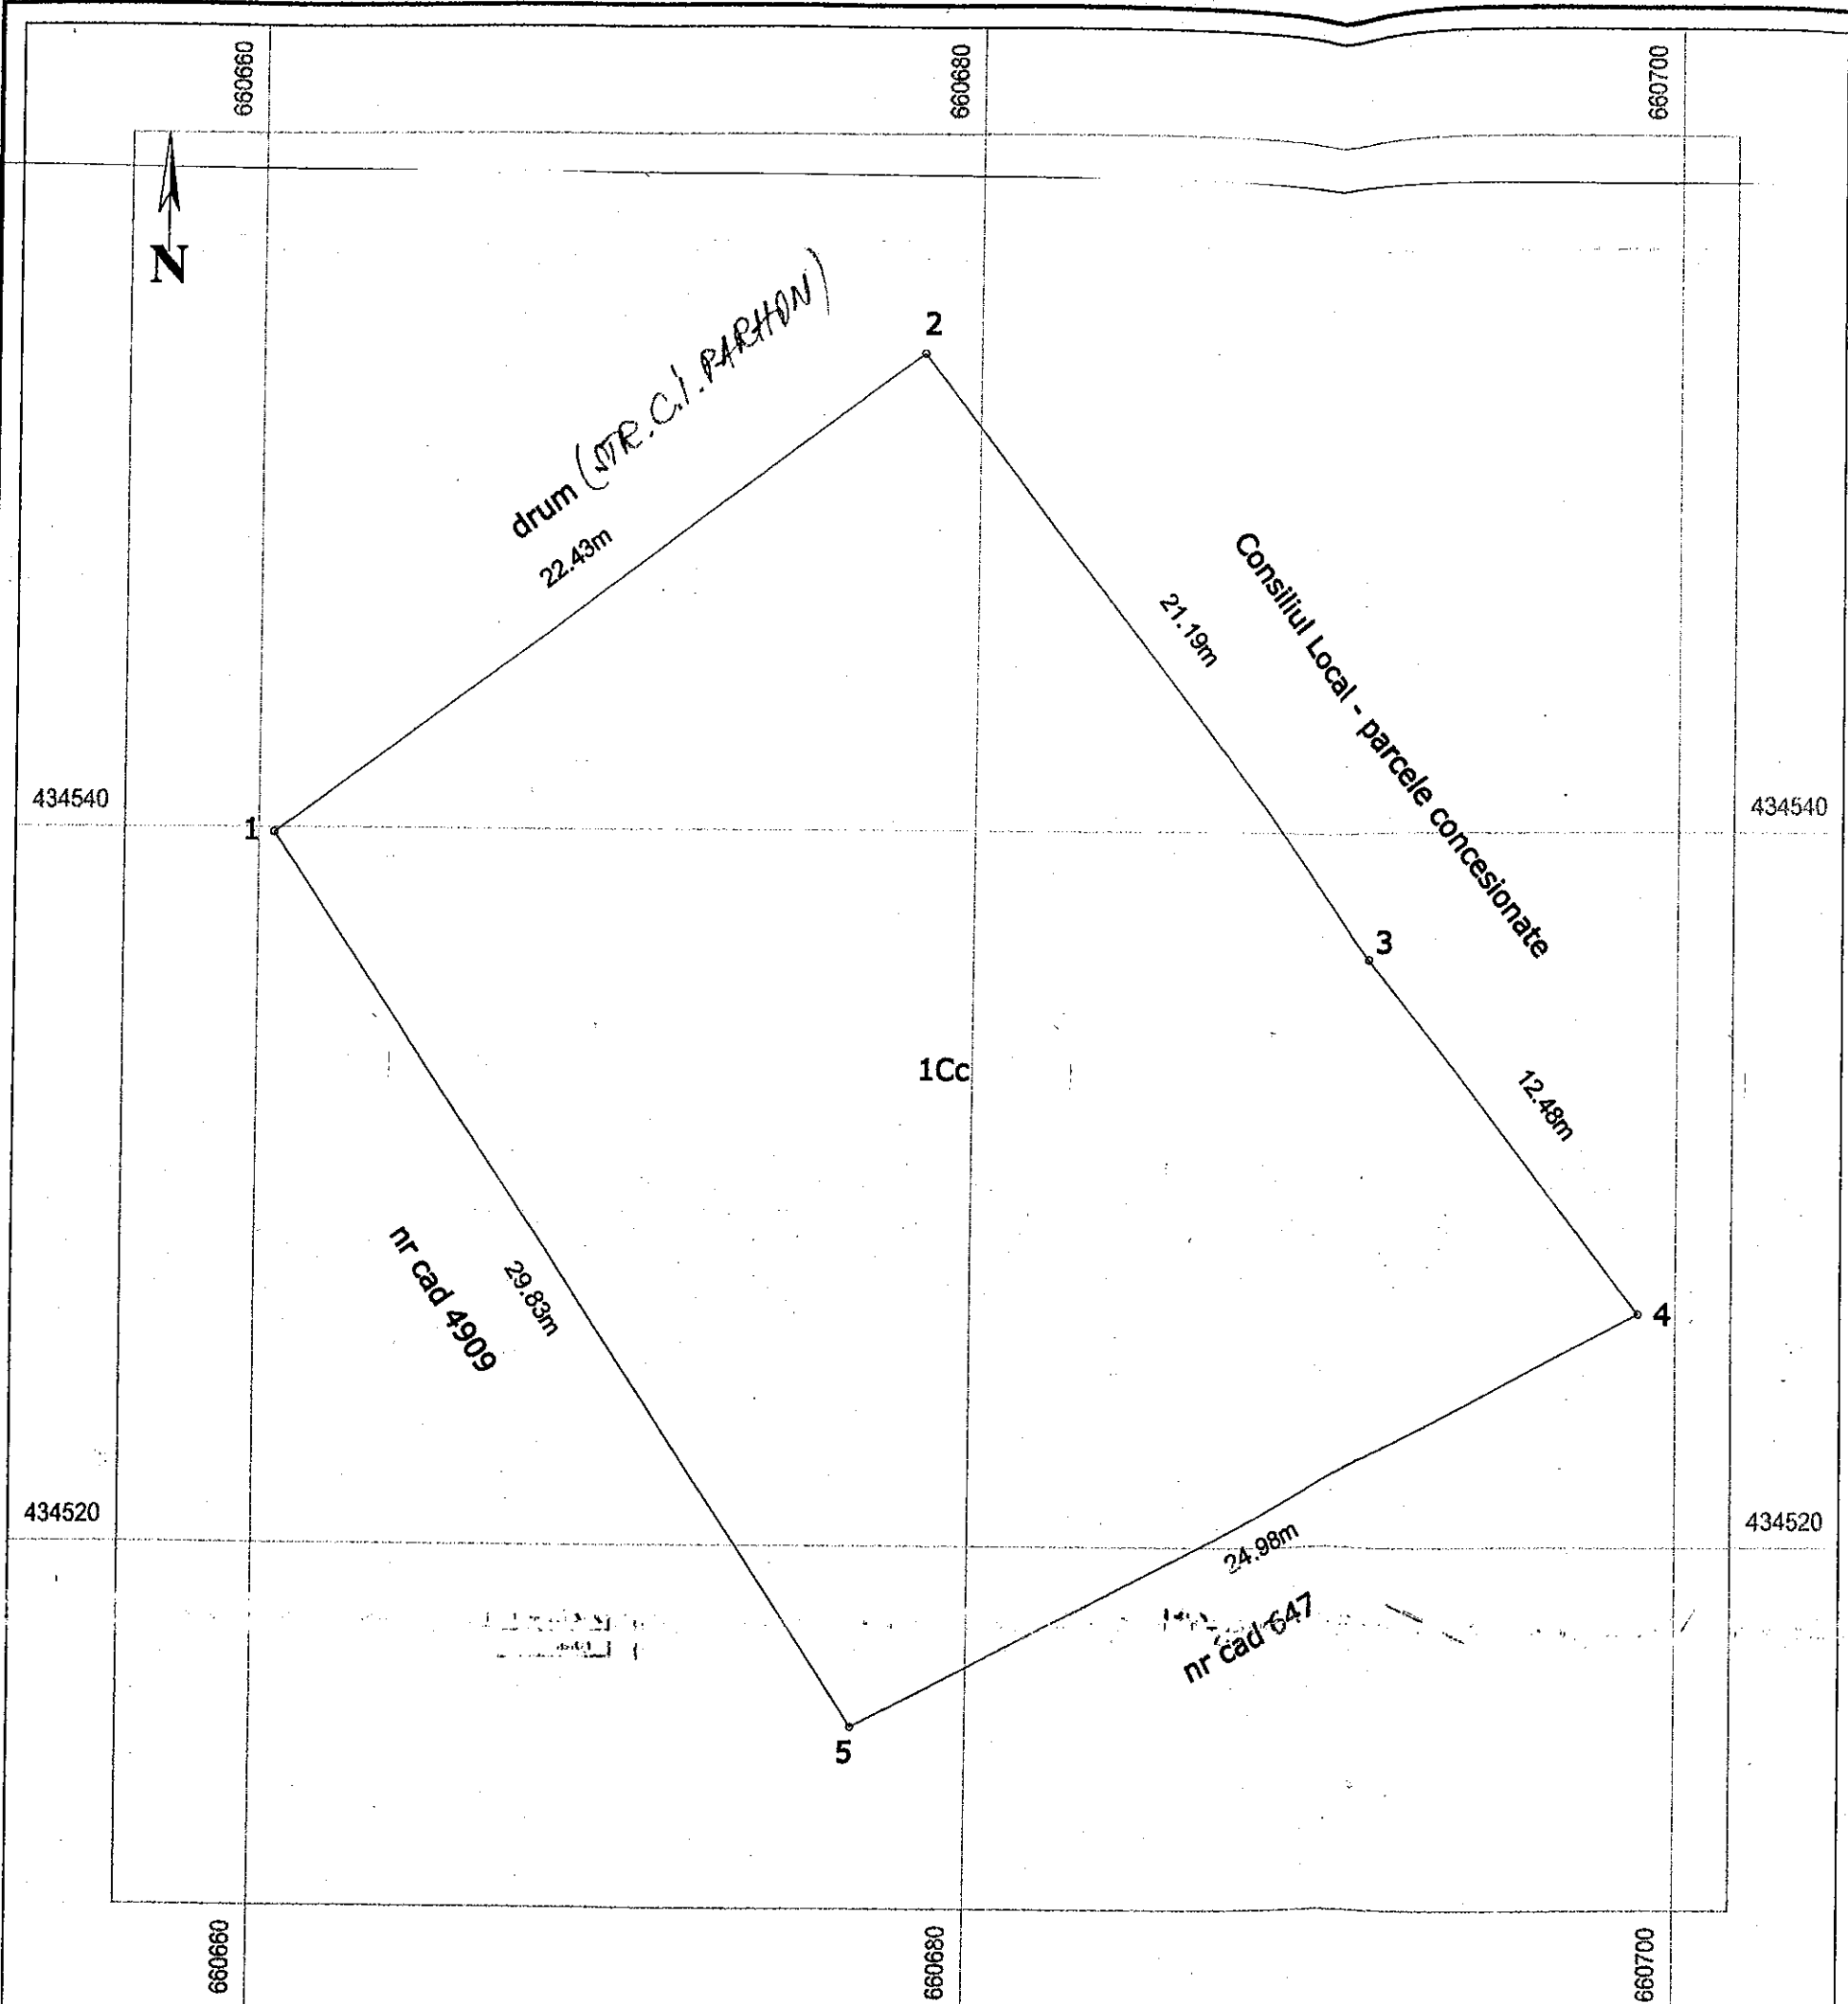 660660
660680
660700
N
2
drum (STR. C.I. PARHON)
22.43m
Consiliul Local - parcele concesionate
21.19m
434540
434540
1
3
1Cc
12.48m
nr cad 4909
29.83m
4
434520
434520
24.98m
nr cad 647
5
660660
660680
660700